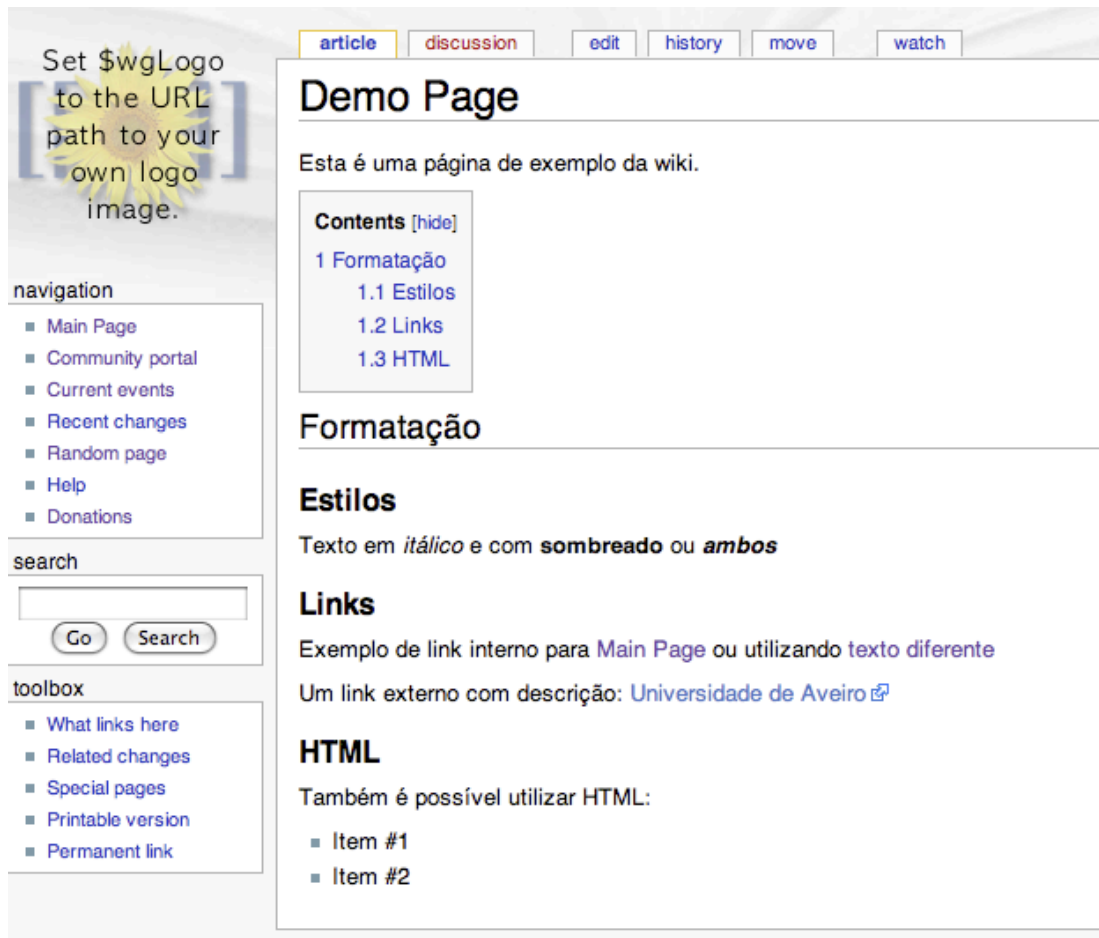 Set $wgLogo
to the URL
path to your
own logo
image.
navigation
Main Page
Community portal
Current events
Recent changes
Random page
Help
Donations
search
Go Search
toolbox
What links here
Related changes
Special pages
Printable version
Permanent link
article discussion edit history move watch
Demo Page
Esta é uma página de exemplo da wiki.
Contents [hide]
1 Formatação
1.1 Estilos
1.2 Links
1.3 HTML
Formatação
Estilos
Texto em itálico e com sombreado ou ambos
Links
Exemplo de link interno para Main Page ou utilizando texto diferente
Um link externo com descrição: Universidade de Aveiro
HTML
Também é possível utilizar HTML:
Item #1
Item #2